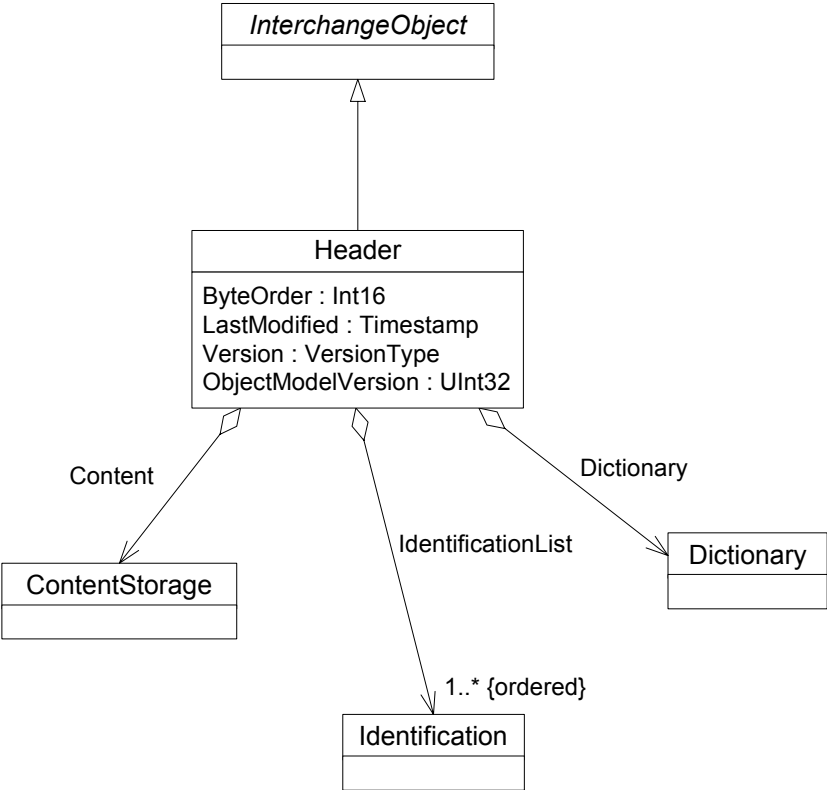 InterchangeObject
Header
ByteOrder : Int16
LastModified : Timestamp
Version : VersionType
ObjectModelVersion : UInt32
Content
Dictionary
IdentificationList
Dictionary
ContentStorage
1..* {ordered}
Identification